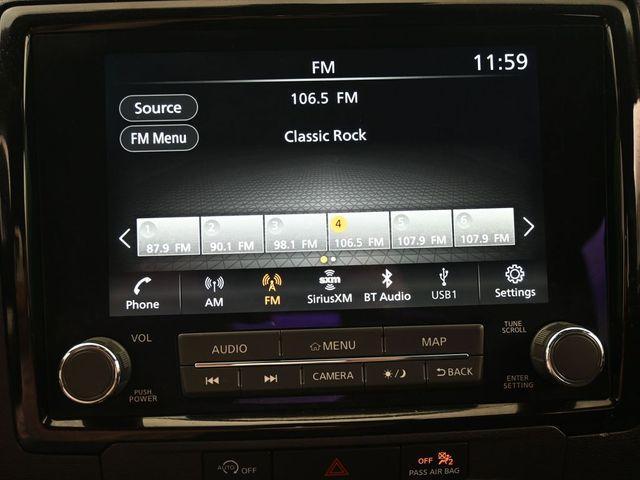 FM
11:59
Source
106.5 FM
FM Menu
Classic Rock
1 2 3 4 5 6
87.9 FM 90.1 FM 98.1 FM 106.5 FM 107.9 FM 107.9 FM
Phone AM FM SXM SiriusXM BT Audio USB1 Settings
VOL
AUDIO MENU MAP
TUNE
SCROLL
PUSH
POWER
CAMERA BACK
ENTER
SETTING
AUTO OFF
OFF 2
PASS AIR BAG